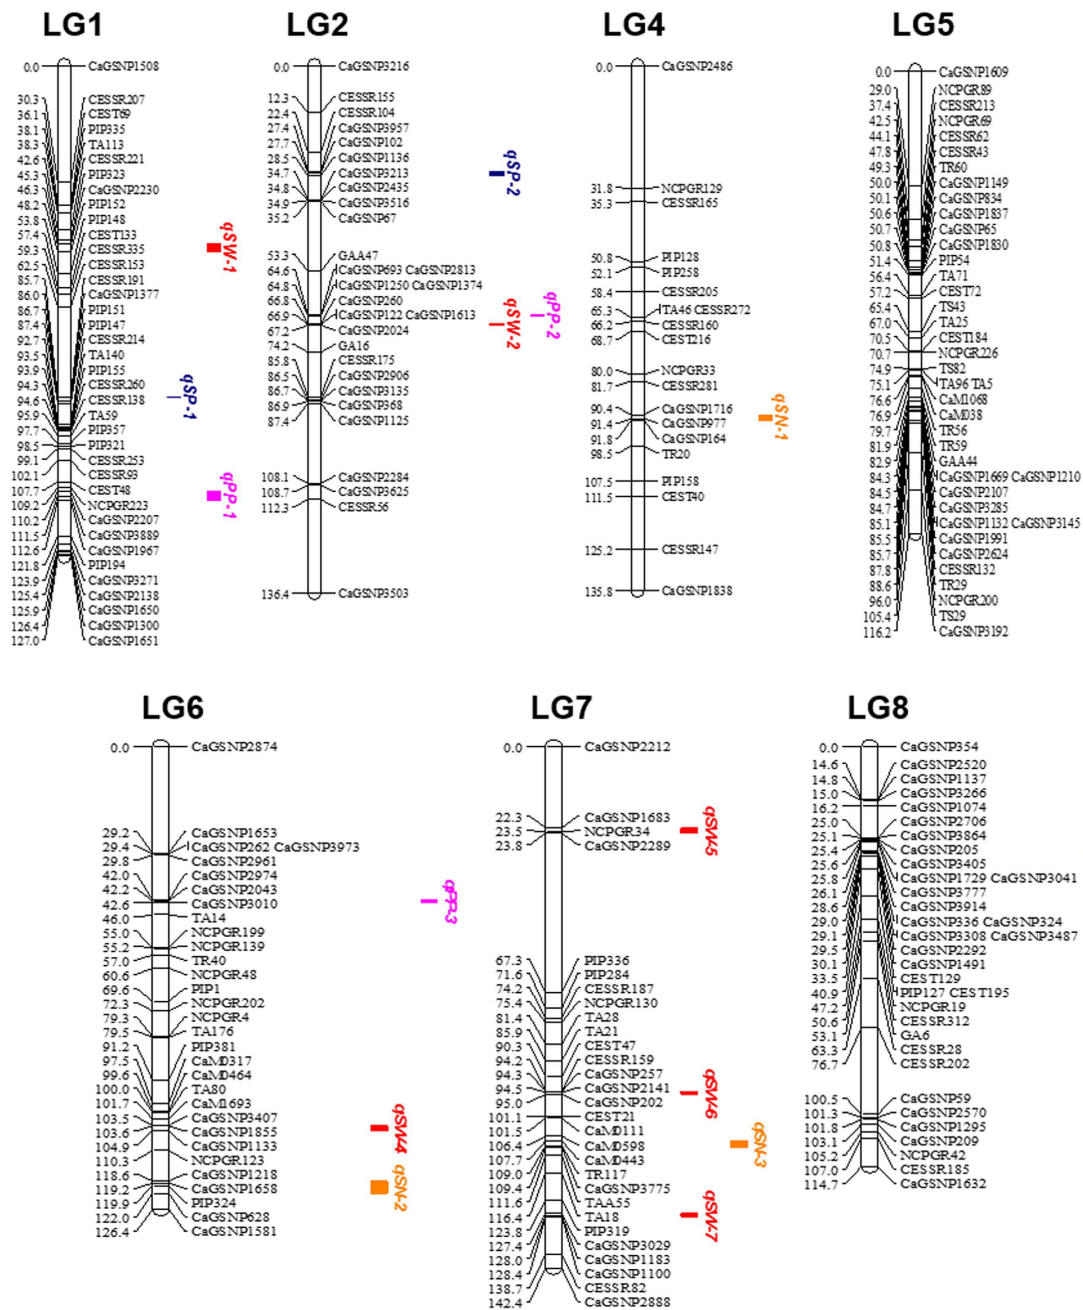 LG1
0.0 CaGSNP1508
30.3 CESSR207
36.1 CEST69
38.1 PIP335
38.3 TA113
42.6 CESSR221
45.3 PIP323
46.3 CaGSNP2230
48.2 PIP152
53.8 PIP148
57.4 CEST133
59.3 CESSR335
62.5 CESSR153
85.7 CESSR191
86.0 CaGSNP1377
86.7 PIP151
87.4 PIP147
92.7 CESSR214
93.5 TA140
93.9 PIP155
94.3 CESSR260
94.6 CESSR138
95.9 TA59
97.7 PIP357
98.5 PIP321
99.1 CESSR253
102.1 CESSR93
107.7 CEST48
109.2 NCPGR223
110.2 CaGSNP2207
111.5 CaGSNP3889
112.6 CaGSNP1967
121.8 PIP194
123.9 CaGSNP3271
125.4 CaGSNP2138
125.9 CaGSNP1650
126.4 CaGSNP1300
127.0 CaGSNP1651
qSW-1
qSP-1
qPP-1
LG2
0.0 CaGSNP3216
12.3 CESSR155
22.4 CESSR104
27.4 CaGSNP3957
27.7 CaGSNP102
28.5 CaGSNP1136
34.7 CaGSNP3213
34.8 CaGSNP2435
34.9 CaGSNP3516
35.2 CaGSNP67
53.3 GAA47
64.6 CaGSNP693 CaGSNP2813
64.8 CaGSNP1250 CaGSNP1374
66.8 CaGSNP260
66.9 CaGSNP122 CaGSNP1613
67.2 CaGSNP2024
74.2 GA16
85.8 CESSR175
86.5 CaGSNP2906
86.7 CaGSNP3135
86.9 CaGSNP368
87.4 CaGSNP1125
108.1 CaGSNP2284
108.7 CaGSNP3625
112.3 CESSR56
136.4 CaGSNP3503
qSP-2
qSW-2
qPP-2
LG4
0.0 CaGSNP2486
31.8 NCPGR129
35.3 CESSR165
50.8 PIP128
52.1 PIP258
58.4 CESSR205
65.3 TA46 CESSR272
66.2 CESSR160
68.7 CEST216
80.0 NCPGR33
81.7 CESSR281
90.4 CaGSNP1716
91.4 CaGSNP977
91.8 CaGSNP164
98.5 TR20
107.5 PIP158
111.5 CEST40
125.2 CESSR147
135.8 CaGSNP1838
qSN-1
LG5
0.0 CaGSNP1609
29.0 NCPGR89
37.4 CESSR213
42.5 NCPGR69
44.1 CESSR62
47.8 CESSR43
49.3 TR60
50.0 CaGSNP1149
50.1 CaGSNP834
50.6 CaGSNP1837
50.7 CaGSNP65
50.8 CaGSNP1830
51.4 PIP54
56.4 TA71
57.2 CEST72
65.4 TS43
67.0 TA25
70.5 CEST184
70.7 NCPGR226
74.9 TS82
75.1 TA96 TA5
76.6 CaM1068
76.9 CaM038
79.7 TR56
81.9 TR59
82.9 GAA44
84.3 CaGSNP1669 CaGSNP1210
84.5 CaGSNP2107
84.7 CaGSNP3285
85.1 CaGSNP1132 CaGSNP3145
85.5 CaGSNP1991
85.7 CaGSNP2624
87.8 CESSR132
88.6 TR29
96.0 NCPGR200
105.4 TS29
116.2 CaGSNP3192
LG6
0.0 CaGSNP2874
29.2 CaGSNP1653
29.4 CaGSNP262 CaGSNP3973
29.8 CaGSNP2961
42.0 CaGSNP2974
42.2 CaGSNP2043
42.6 CaGSNP3010
46.0 TA14
55.0 NCPGR199
55.2 NCPGR139
57.0 TR40
60.6 NCPGR48
69.6 PIP1
72.3 NCPGR202
79.3 NCPGR4
79.5 TA176
91.2 PIP381
97.5 CaM0317
99.6 CaM0464
100.0 TA80
101.7 CaM1693
103.5 CaGSNP3407
103.6 CaGSNP1855
104.9 CaGSNP1133
110.3 NCPGR123
118.6 CaGSNP1218
119.2 CaGSNP1658
119.9 PIP324
122.0 CaGSNP628
126.4 CaGSNP1581
qPP-3
qSW4
qSN-2
LG7
0.0 CaGSNP2212
22.3 CaGSNP1683
23.5 NCPGR34
23.8 CaGSNP2289
67.3 PIP336
71.6 PIP284
74.2 CESSR187
75.4 NCPGR130
81.4 TA28
85.9 TA21
90.3 CEST47
94.2 CESSR159
94.3 CaGSNP257
94.5 CaGSNP2141
95.0 CaGSNP202
101.1 CEST21
101.5 CaM0111
106.4 CaM0598
107.7 CaM0443
109.0 TR117
109.4 CaGSNP3775
111.6 TAA55
116.4 TA18
123.8 PIP319
127.4 CaGSNP3029
128.0 CaGSNP1183
128.4 CaGSNP1100
138.7 CESSR82
142.4 CaGSNP2888
qSW5
qSW6
qSN-3
qSW-7
LG8
0.0 CaGSNP354
14.6 CaGSNP2520
14.8 CaGSNP1137
15.0 CaGSNP3266
16.2 CaGSNP1074
25.0 CaGSNP2706
25.1 CaGSNP3864
25.4 CaGSNP205
25.6 CaGSNP3405
25.8 CaGSNP1729 CaGSNP3041
26.1 CaGSNP3777
28.6 CaGSNP3914
29.0 CaGSNP336 CaGSNP324
29.1 CaGSNP3308 CaGSNP3487
29.5 CaGSNP2292
30.1 CaGSNP1491
33.5 CEST129
40.9 PIP127 CEST195
47.2 NCPGR19
50.6 CESSR312
53.1 GA6
63.3 CESSR28
76.7 CESSR202
100.5 CaGSNP59
101.3 CaGSNP2570
101.8 CaGSNP1295
103.1 CaGSNP209
105.2 NCPGR42
107.0 CESSR185
114.7 CaGSNP1632